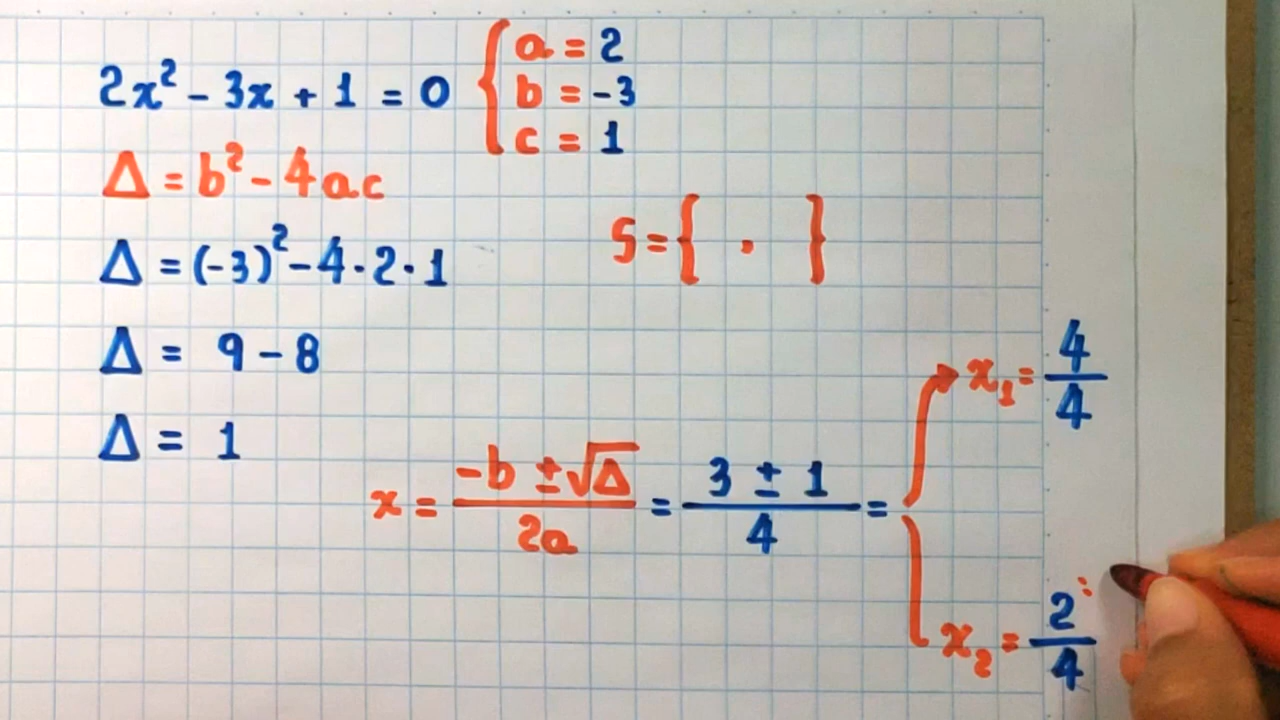 2x² - 3x + 1 = 0 { a = 2
b = -3
c = 1
Δ = b² - 4ac
S = { . }
Δ = (-3)² - 4 · 2 · 1
Δ = 9 - 8
Δ = 1
x = (-b ± √Δ)/2a = (3 ± 1)/4 =
x₁ = 4/4
x₂ = 2:/4